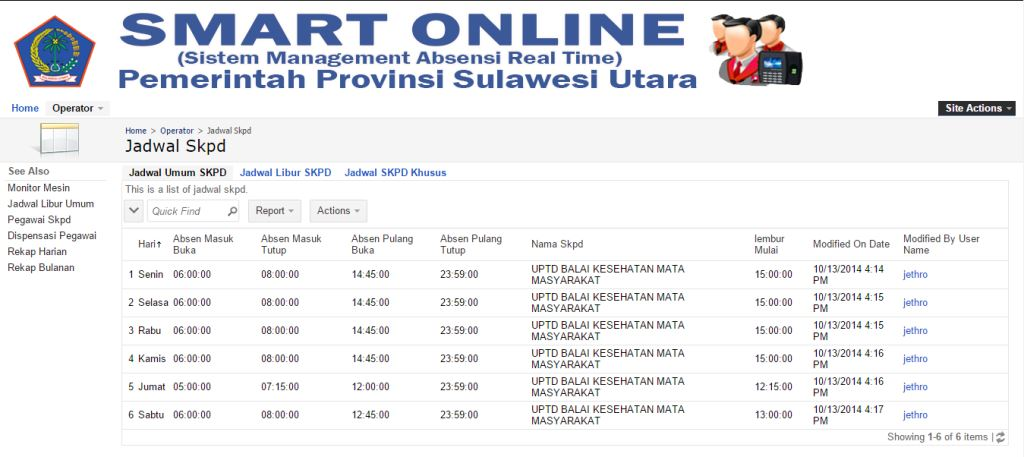 SMART ONLINE
(Sistem Management Absensi Real Time)
Pemerintah Provinsi Sulawesi Utara
Home Operator Site Actions
Home > Operator > Jadwal Skpd
Jadwal Skpd
See Also
Monitor Mesin
Jadwal Libur Umum
Pegawai Skpd
Dispensasi Pegawai
Rekap Harian
Rekap Bulanan
Jadwal Umum SKPD Jadwal Libur SKPD Jadwal SKPD Khusus
This is a list of jadwal skpd.
Quick Find Report Actions
Hari Absen Masuk Buka Absen Masuk Tutup Absen Pulang Buka Absen Pulang Tutup Nama Skpd lembur Mulai Modified On Date Modified By User Name
1 Senin 06:00:00 08:00:00 14:45:00 23:59:00 UPTD BALAI KESEHATAN MATA MASYARAKAT 15:00:00 10/13/2014 4:14 PM jethro
2 Selasa 06:00:00 08:00:00 14:45:00 23:59:00 UPTD BALAI KESEHATAN MATA MASYARAKAT 15:00:00 10/13/2014 4:15 PM jethro
3 Rabu 06:00:00 08:00:00 14:45:00 23:59:00 UPTD BALAI KESEHATAN MATA MASYARAKAT 15:00:00 10/13/2014 4:15 PM jethro
4 Kamis 06:00:00 08:00:00 14:45:00 23:59:00 UPTD BALAI KESEHATAN MATA MASYARAKAT 15:00:00 10/13/2014 4:16 PM jethro
5 Jumat 05:00:00 07:15:00 12:00:00 23:59:00 UPTD BALAI KESEHATAN MATA MASYARAKAT 12:15:00 10/13/2014 4:16 PM jethro
6 Sabtu 06:00:00 08:00:00 12:45:00 23:59:00 UPTD BALAI KESEHATAN MATA MASYARAKAT 13:00:00 10/13/2014 4:17 PM jethro
Showing 1-6 of 6 items |